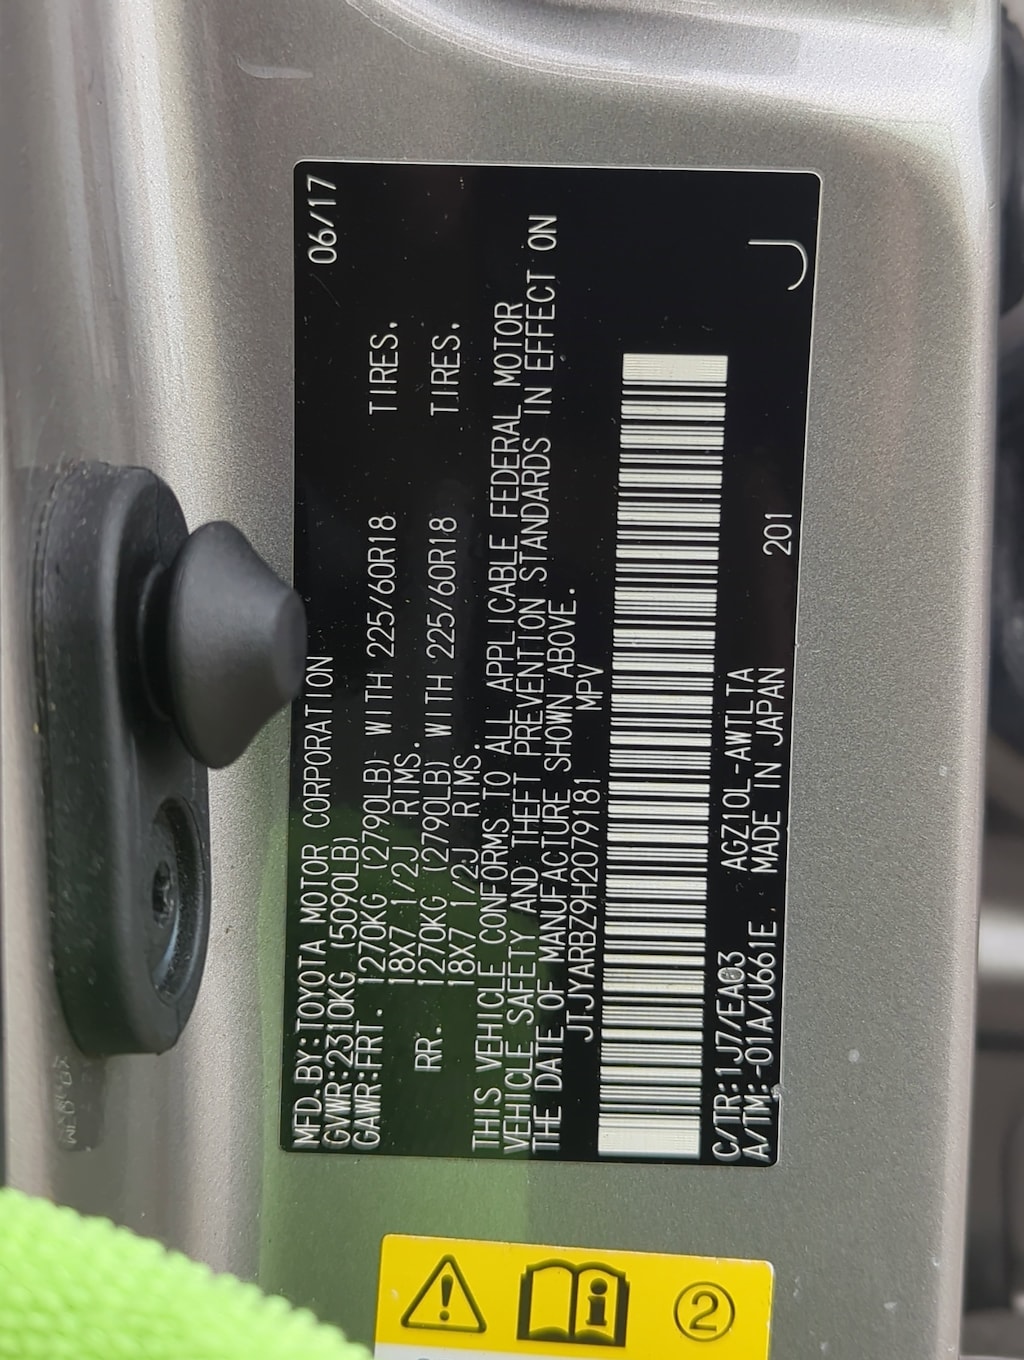 MFD.BY:TOYOTA MOTOR CORPORATION 06/17
GVWR:2310KG (5090LB)
GAWR:FRT. 1270KG (2790LB) WITH 225/60R18 TIRES.
18X7 1/2J RIMS.
RR. 1270KG (2790LB) WITH 225/60R18 TIRES.
18X7 1/2J RIMS.
THIS VEHICLE CONFORMS TO ALL APPLICABLE FEDERAL MOTOR
VEHICLE SAFETY AND THEFT PREVENTION STANDARDS IN EFFECT ON
THE DATE OF MANUFACTURE SHOWN ABOVE.
JTJYARBZ9H2079181 MPV
C/TR:1J7/EA03 AGZ10L-AWTLTA
A/TM:-01A/U661E MADE IN JAPAN 201
J
2